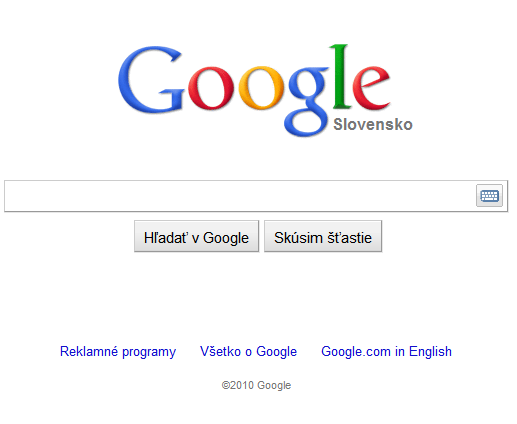 Google
Slovensko
Hľadať v Google Skúsim šťastie
Reklamné programy Všetko o Google Google.com in English
©2010 Google